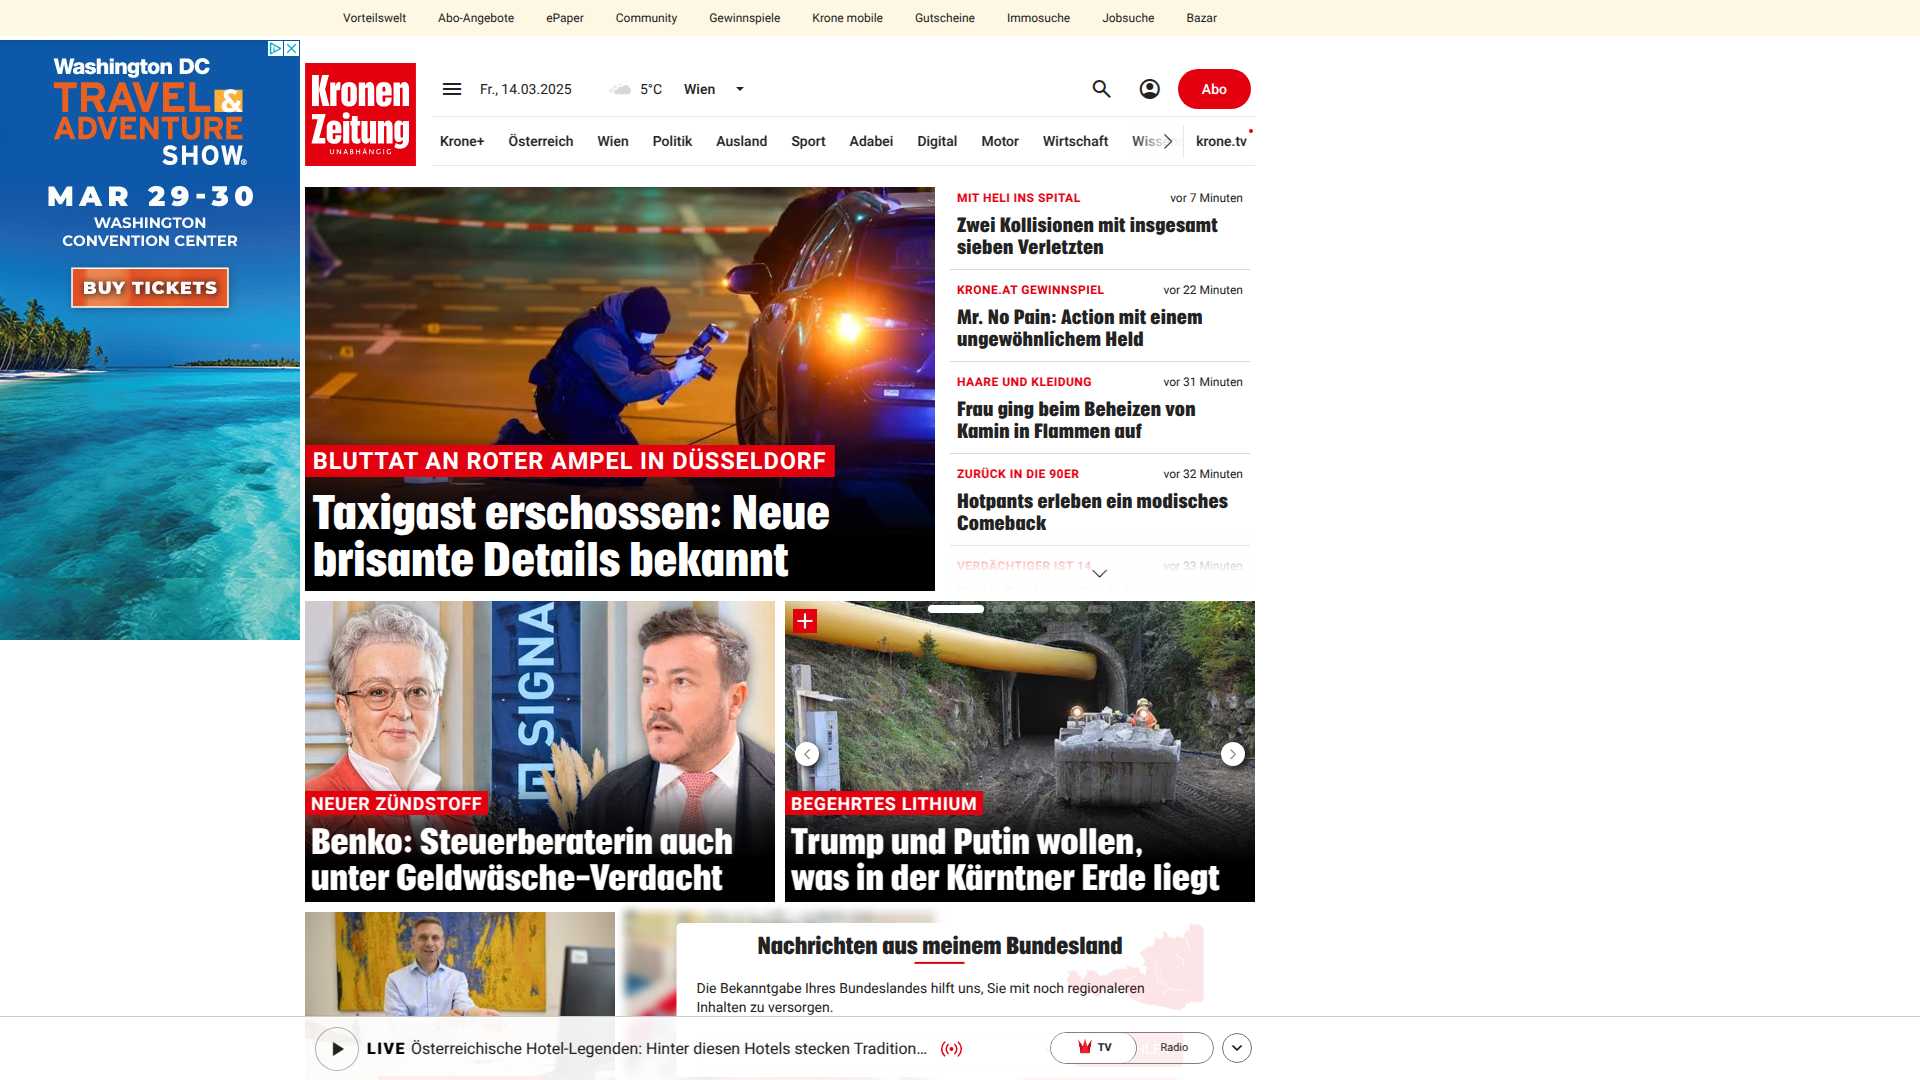 Vorteilswelt Abo-Angebote ePaper Community Gewinnspiele Krone mobile Gutscheine Immosuche Jobsuche Bazar
Washington DC
TRAVEL &
ADVENTURE
SHOW®
MAR 29-30
WASHINGTON
CONVENTION CENTER
BUY TICKETS
Kronen
Zeitung
UNABHÄNGIG
Fr., 14.03.2025 5°C Wien
Abo
Krone+ Österreich Wien Politik Ausland Sport Adabei Digital Motor Wirtschaft krone.tv
BLUTTAT AN ROTER AMPEL IN DÜSSELDORF
Taxigast erschossen: Neue
brisante Details bekannt
MIT HELI INS SPITAL vor 7 Minuten
Zwei Kollisionen mit insgesamt
sieben Verletzten
KRONE.AT GEWINNSPIEL vor 22 Minuten
Mr. No Pain: Action mit einem
ungewöhnlichem Held
HAARE UND KLEIDUNG vor 31 Minuten
Frau ging beim Beheizen von
Kamin in Flammen auf
ZURÜCK IN DIE 90ER vor 32 Minuten
Hotpants erleben ein modisches
Comeback
VERDÄCHTIGER IST 14 vor 33 Minuten
SIGNA
NEUER ZÜNDSTOFF
Benko: Steuerberaterin auch
unter Geldwäsche-Verdacht
BEGEHRTES LITHIUM
Trump und Putin wollen,
was in der Kärntner Erde liegt
Nachrichten aus meinem Bundesland
Die Bekanntgabe Ihres Bundeslandes hilft uns, Sie mit noch regionaleren
Inhalten zu versorgen.
LIVE Österreichische Hotel-Legenden: Hinter diesen Hotels stecken Tradition...
TV Radio